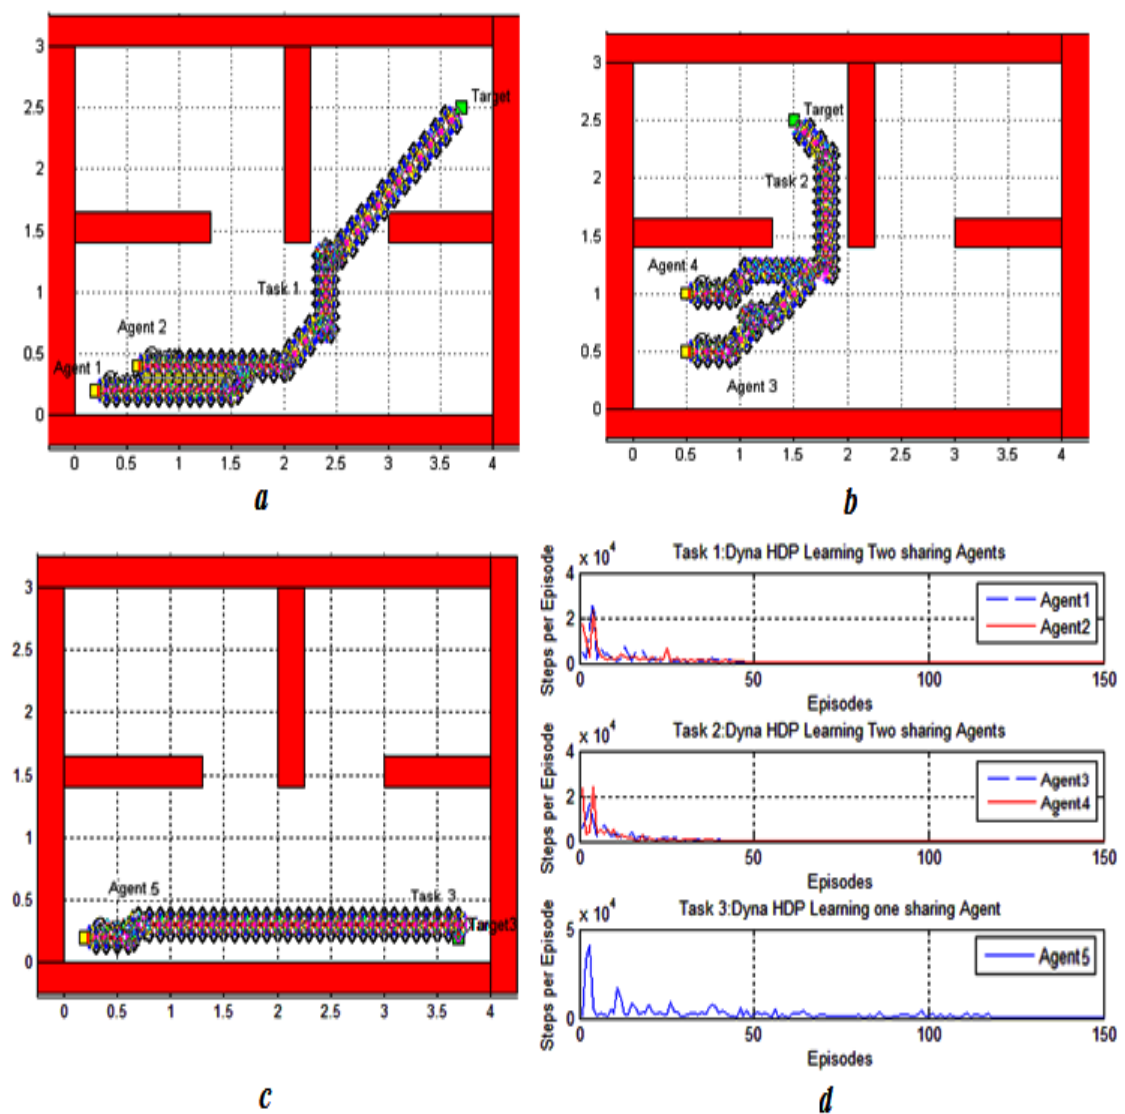 3
2.5
2
1.5
1
0.5
0
Target
Task 1
Agent 2
Agent 1
0 0.5 1 1.5 2 2.5 3 3.5 4
a
3
2.5
2
1.5
1
0.5
0
Target
Task 2
Agent 4
Agent 3
0 0.5 1 1.5 2 2.5 3 3.5 4
b
3
2.5
2
1.5
1
0.5
0
Agent 5
Task 3
Target3
0 0.5 1 1.5 2 2.5 3 3.5 4
c
x 10^4
Task 1:Dyna HDP Learning Two sharing Agents
Steps per Episode
4
2
0
Agent1
Agent2
0 50 100 150
Episodes
x 10^4
Task 2:Dyna HDP Learning Two sharing Agents
Steps per Episode
4
2
0
Agent3
Agent4
0 50 100 150
Episodes
x 10^4
Task 3:Dyna HDP Learning one sharing Agent
Steps per Episode
5
0
Agent5
0 50 100 150
Episodes
d